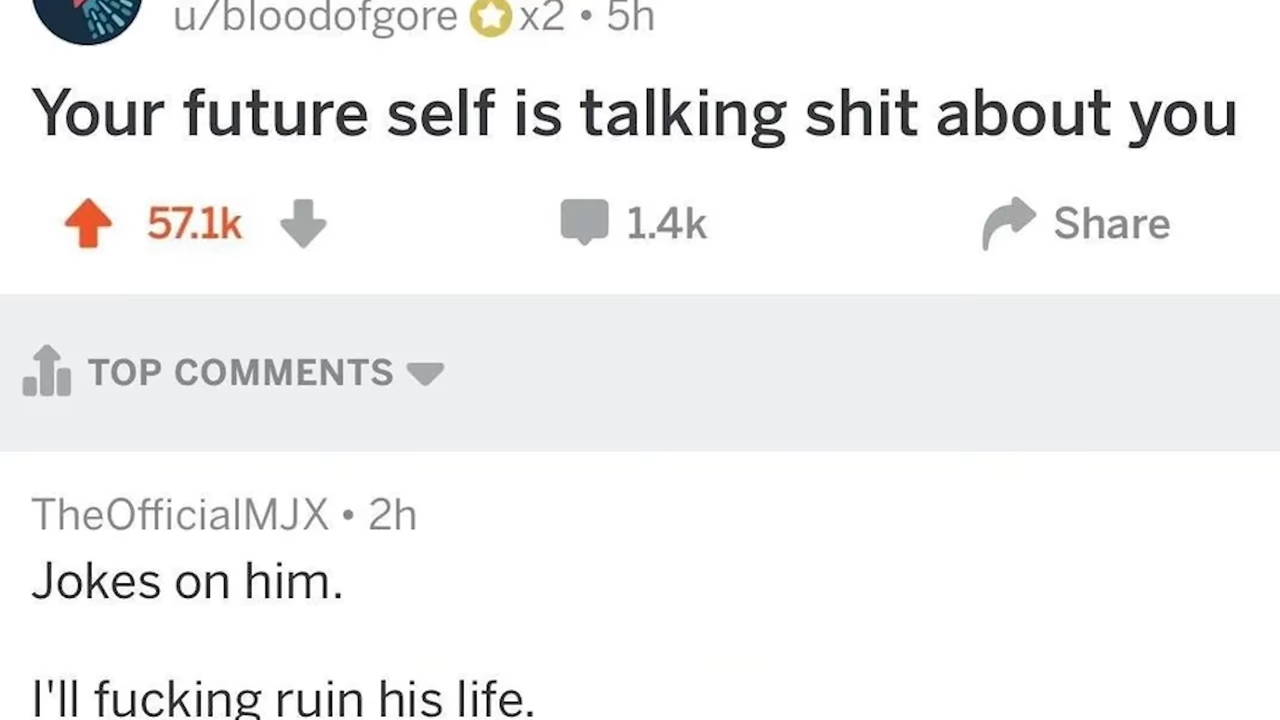 u/bloodofgore x2 • 5h
Your future self is talking shit about you
57.1k 1.4k Share
TOP COMMENTS
TheOfficialMJX • 2h
Jokes on him.
I'll fucking ruin his life.